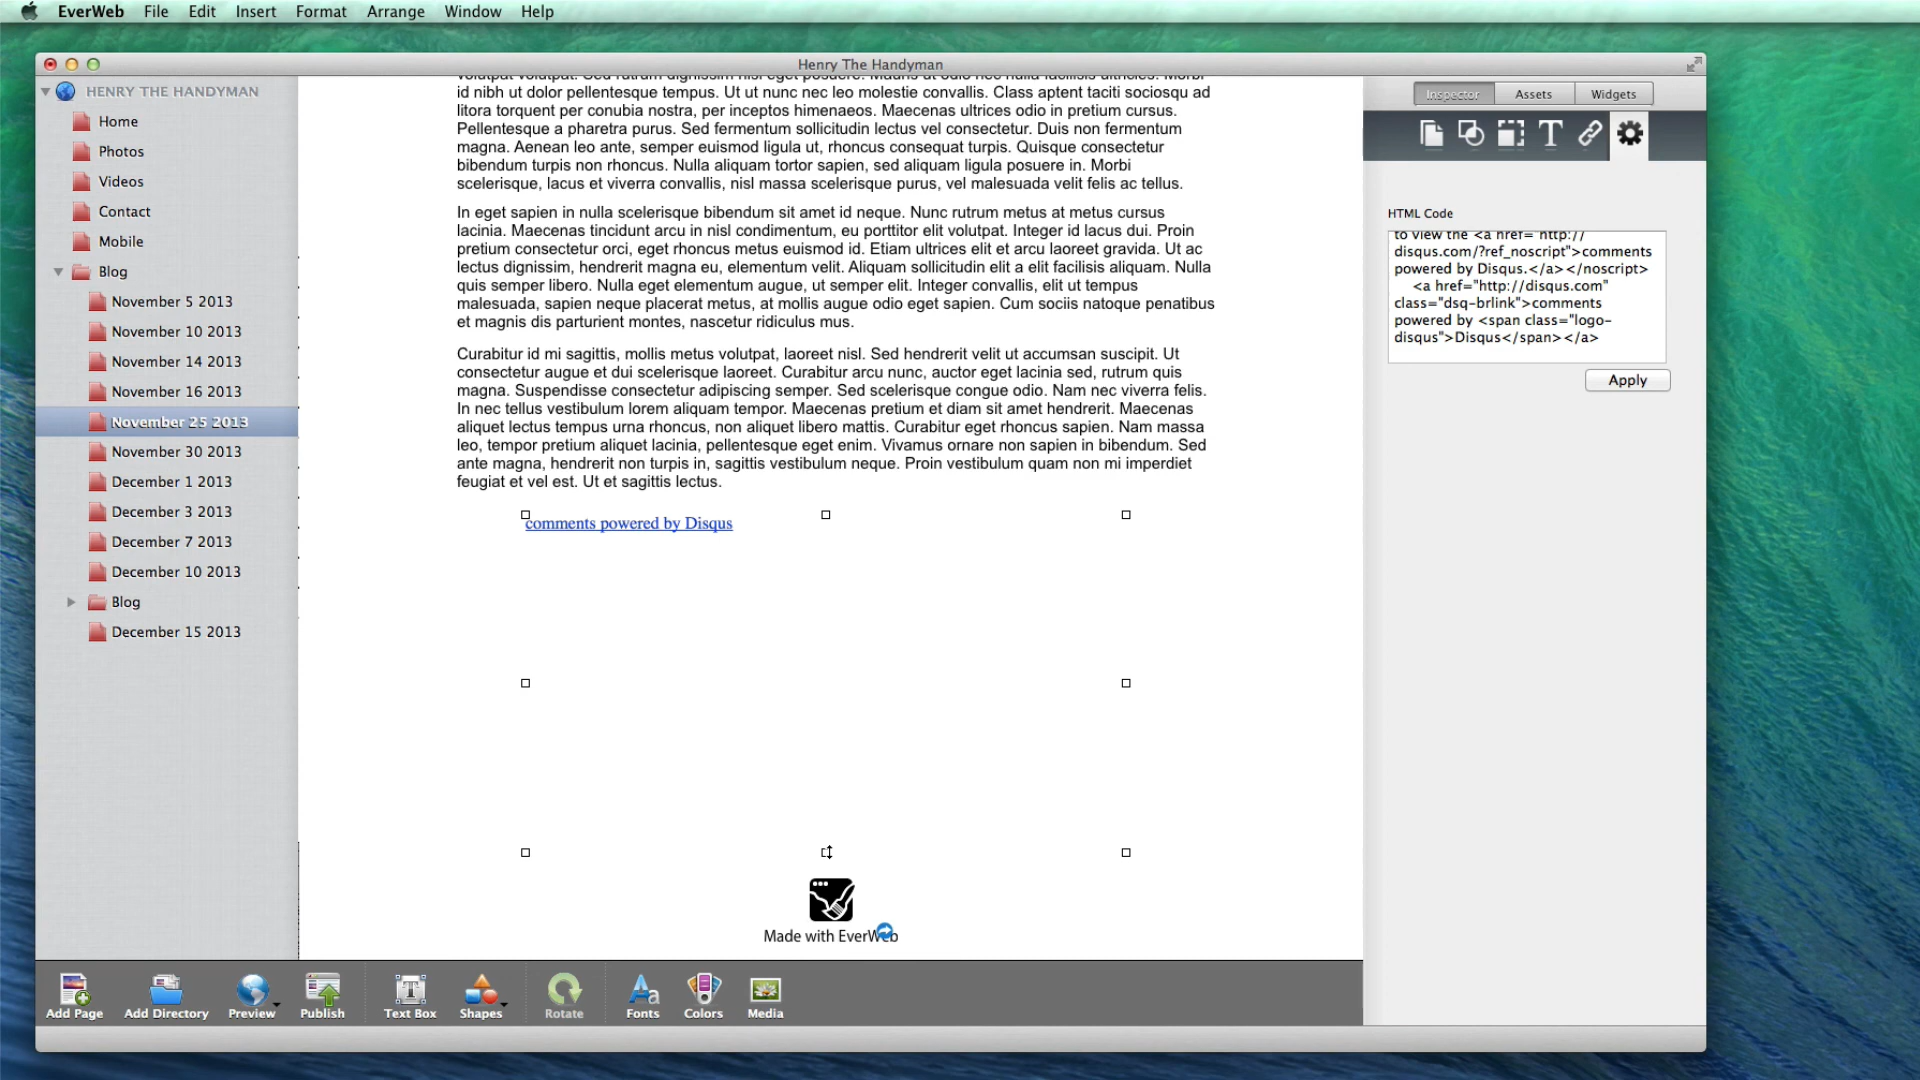 EverWeb File Edit Insert Format Arrange Window Help
Henry The Handyman
HENRY THE HANDYMAN
Home
Photos
Videos
Contact
Mobile
Blog
November 5 2013
November 10 2013
November 14 2013
November 16 2013
November 25 2013
November 30 2013
December 1 2013
December 3 2013
December 7 2013
December 10 2013
Blog
December 15 2013
volutpat volutpat. Sed rutrum dignissim nisi eget posuere. Mauris at odio nec nulla facilisis ultricies. Morbi
id nibh ut dolor pellentesque tempus. Ut ut nunc nec leo molestie convallis. Class aptent taciti sociosqu ad
litora torquent per conubia nostra, per inceptos himenaeos. Maecenas ultrices odio in pretium cursus.
Pellentesque a pharetra purus. Sed fermentum sollicitudin lectus vel consectetur. Duis non fermentum
magna. Aenean leo ante, semper euismod ligula ut, rhoncus consequat turpis. Quisque consectetur
bibendum turpis non rhoncus. Nulla aliquam tortor sapien, sed aliquam ligula posuere in. Morbi
scelerisque, lacus et viverra convallis, nisl massa scelerisque purus, vel malesuada velit felis ac tellus.
In eget sapien in nulla scelerisque bibendum sit amet id neque. Nunc rutrum metus at metus cursus
lacinia. Maecenas tincidunt arcu in nisl condimentum, eu porttitor elit volutpat. Integer id lacus dui. Proin
pretium consectetur orci, eget rhoncus metus euismod id. Etiam ultrices elit et arcu laoreet gravida. Ut ac
lectus dignissim, hendrerit magna eu, elementum velit. Aliquam sollicitudin elit a elit facilisis aliquam. Nulla
quis semper libero. Nulla eget elementum augue, ut semper elit. Integer convallis, elit ut tempus
malesuada, sapien neque placerat metus, at mollis augue odio eget sapien. Cum sociis natoque penatibus
et magnis dis parturient montes, nascetur ridiculus mus.
Curabitur id mi sagittis, mollis metus volutpat, laoreet nisl. Sed hendrerit velit ut accumsan suscipit. Ut
consectetur augue et dui scelerisque laoreet. Curabitur arcu nunc, auctor eget lacinia sed, rutrum quis
magna. Suspendisse consectetur adipiscing semper. Sed scelerisque congue odio. Nam nec viverra felis.
In nec tellus vestibulum lorem aliquam tempor. Maecenas pretium et diam sit amet hendrerit. Maecenas
aliquet lectus tempus urna rhoncus, non aliquet libero mattis. Curabitur eget rhoncus sapien. Nam massa
leo, tempor pretium aliquet lacinia, pellentesque eget enim. Vivamus ornare non sapien in bibendum. Sed
ante magna, hendrerit non turpis in, sagittis vestibulum neque. Proin vestibulum quam non mi imperdiet
feugiat et vel est. Ut et sagittis lectus.
comments powered by Disqus
Made with EverWeb
Inspector Assets Widgets
HTML Code
to view the <a href="http://
disqus.com/?ref_noscript">comments
powered by Disqus.</a></noscript>
<a href="http://disqus.com"
class="dsq-brlink">comments
powered by <span class="logo-
disqus">Disqus</span></a>
Apply
Add Page Add Directory Preview Publish Text Box Shapes Rotate Fonts Colors Media